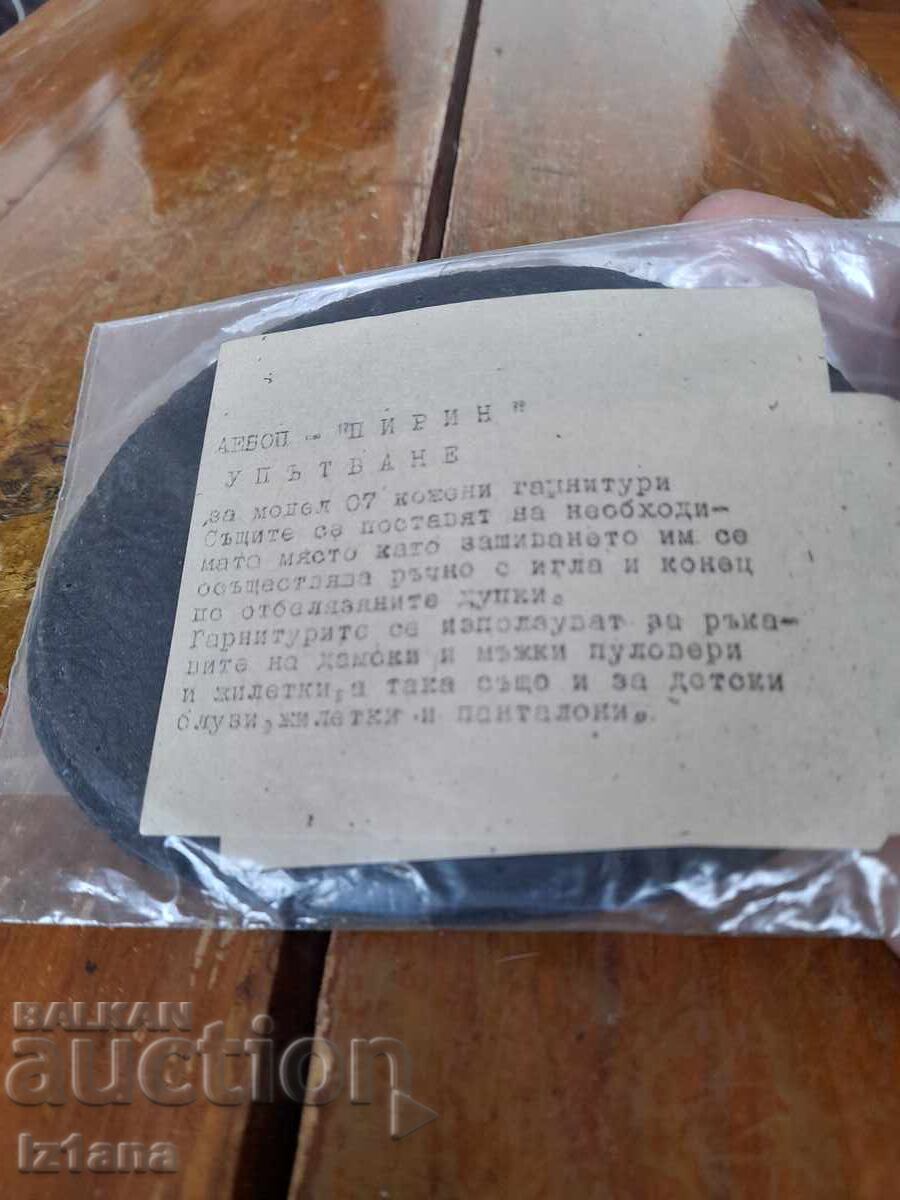 АЕБОП - "ПИРИН"
УПЪТВАНЕ
за модел 07 кожени гарнитури
Същите се поставят на необходи-
мата място като зашиването им се
осъществява ръчно с игла и конец
по отбелязаните дупки.
Гарнитурите се използуват за ръка-
вите на дамски и мъжки пуловери
и жилетки, а така също и за детски
блузи, жилетки и панталони.
BALKAN
auction
iz1ana